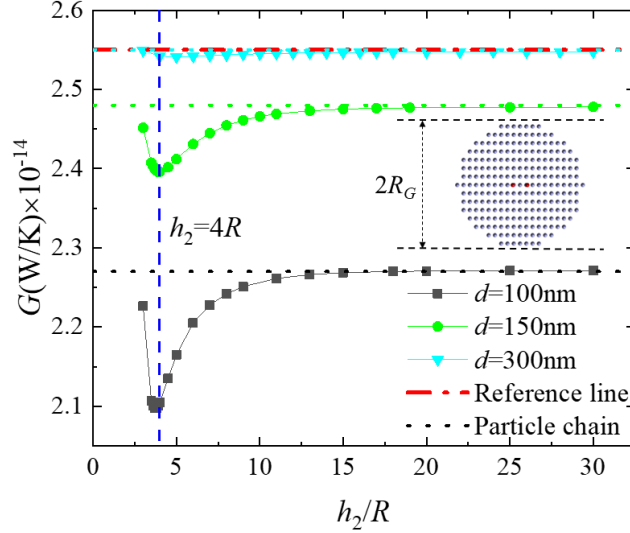 2.6
2.5
2.4
2.3
2.2
2.1
G(W/K)×10⁻¹⁴
2R_G
h₂=4R
d=100nm
d=150nm
d=300nm
Reference line
Particle chain
0 5 10 15 20 25 30
h₂/R